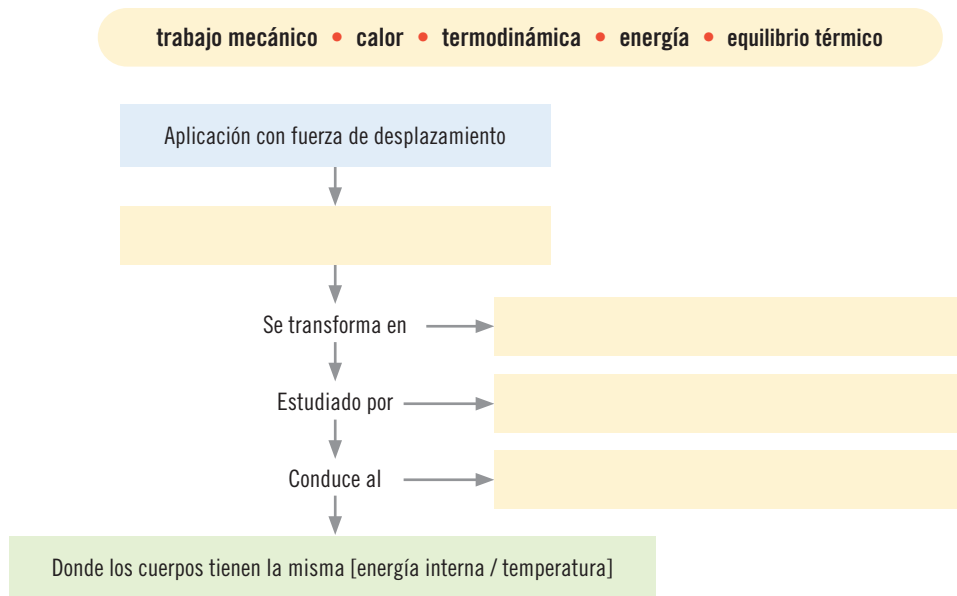 trabajo mecánico • calor • termodinámica • energía • equilibrio térmico
Aplicación con fuerza de desplazamiento
Se transforma en
Estudiado por
Conduce al
Donde los cuerpos tienen la misma [energía interna / temperatura]